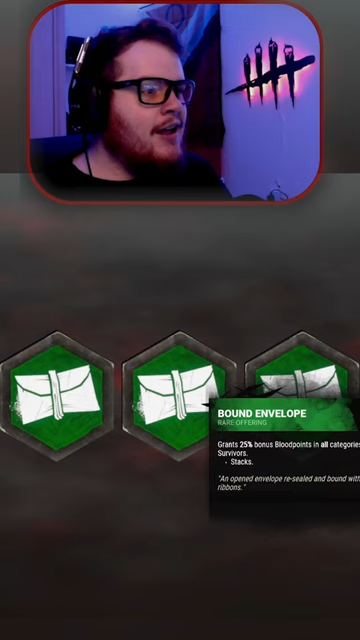 BOUND ENVELOPE
RARE OFFERING
Grants 25% bonus Bloodpoints in all categorie
Survivors.
• Stacks.
"An opened envelope re-sealed and bound with
ribbons."